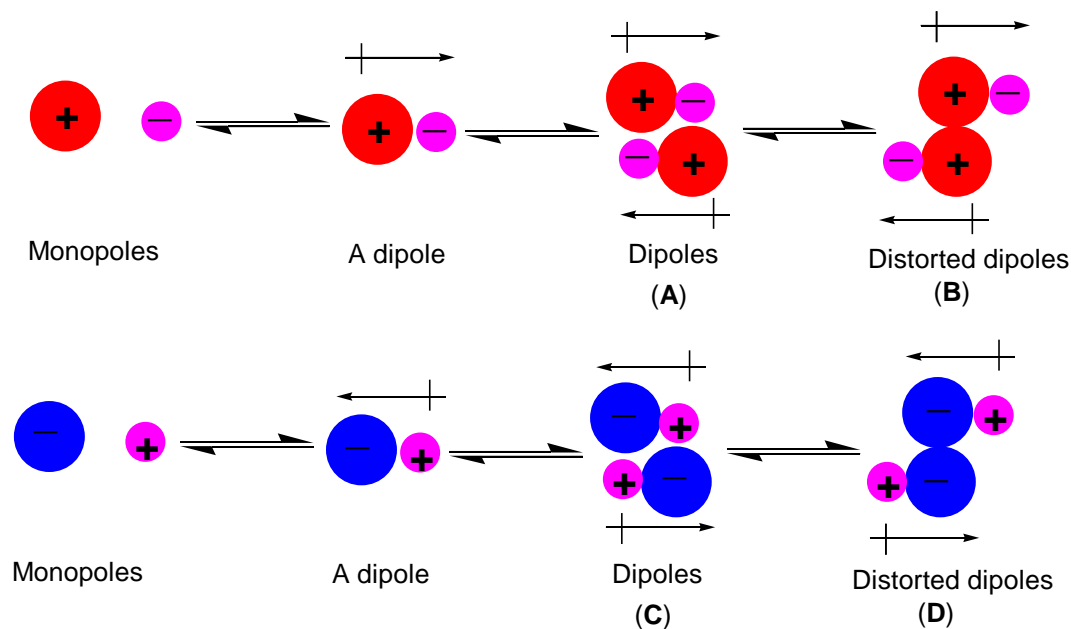 + − + − + − − + + − − +
Monopoles A dipole Dipoles Distorted dipoles
(A) (B)
− + − + − + + − − + + −
Monopoles A dipole Dipoles Distorted dipoles
(C) (D)